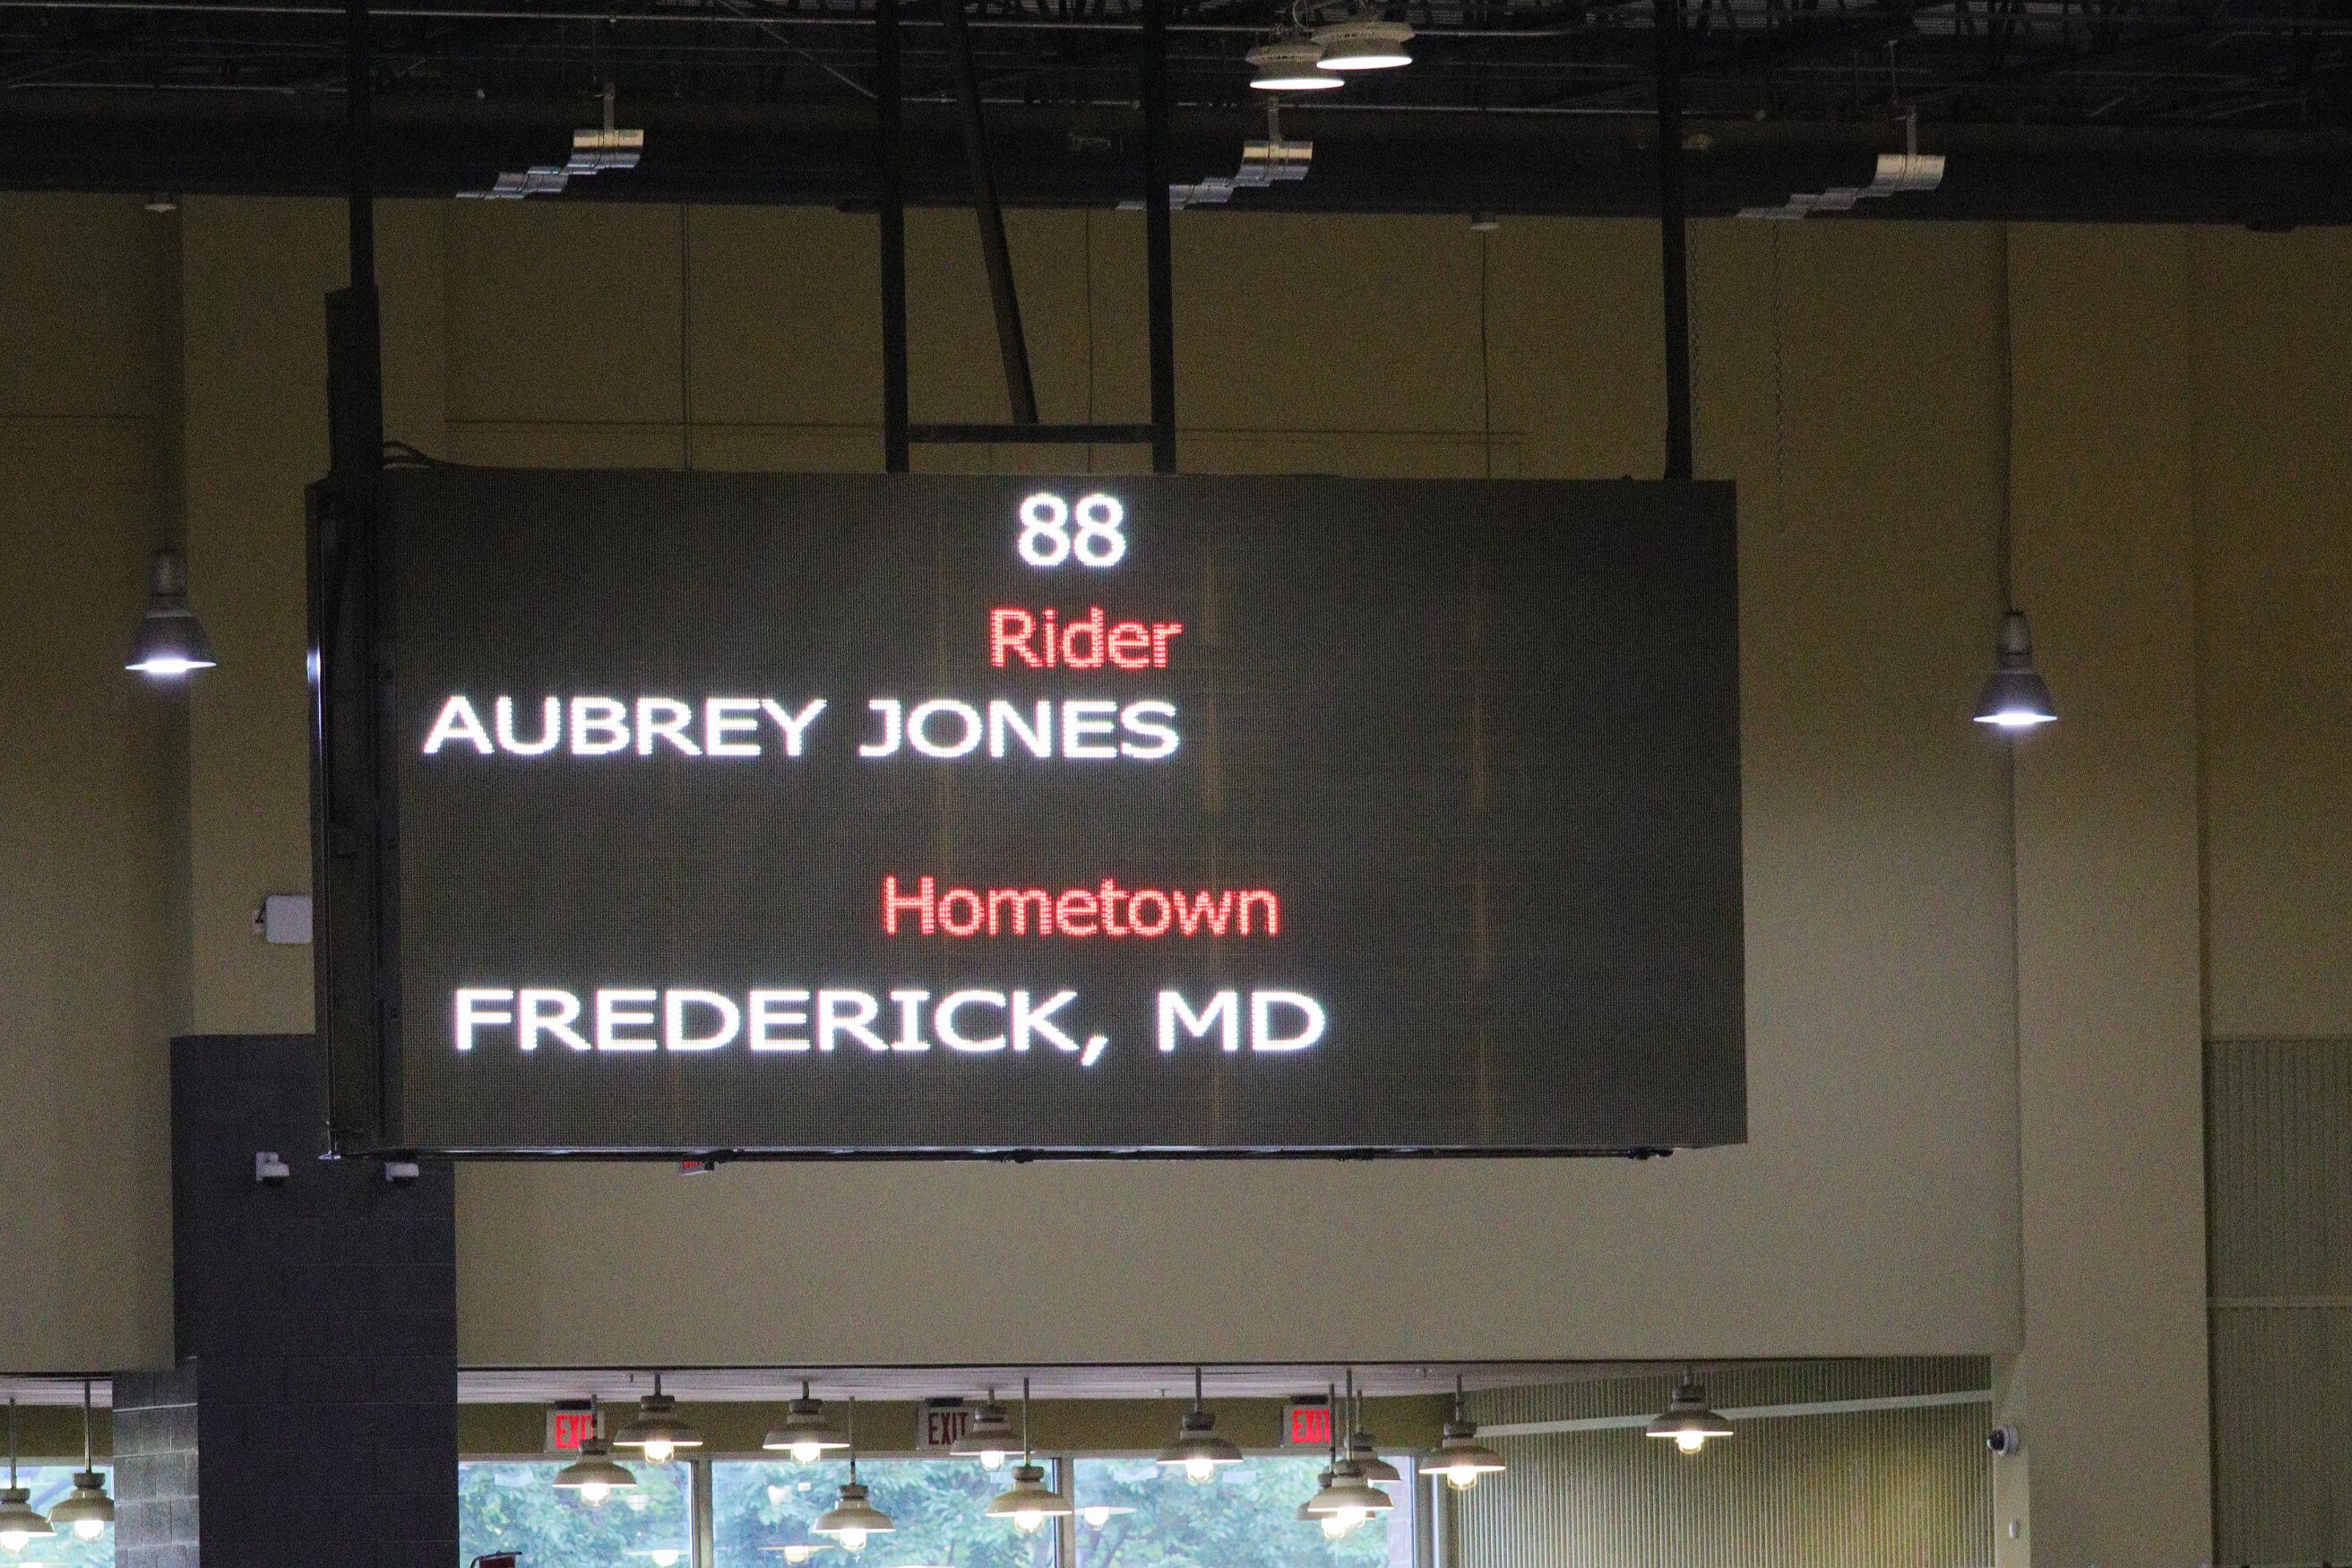 88
Rider
AUBREY JONES
Hometown
FREDERICK, MD
EXIT
EXIT
EXIT